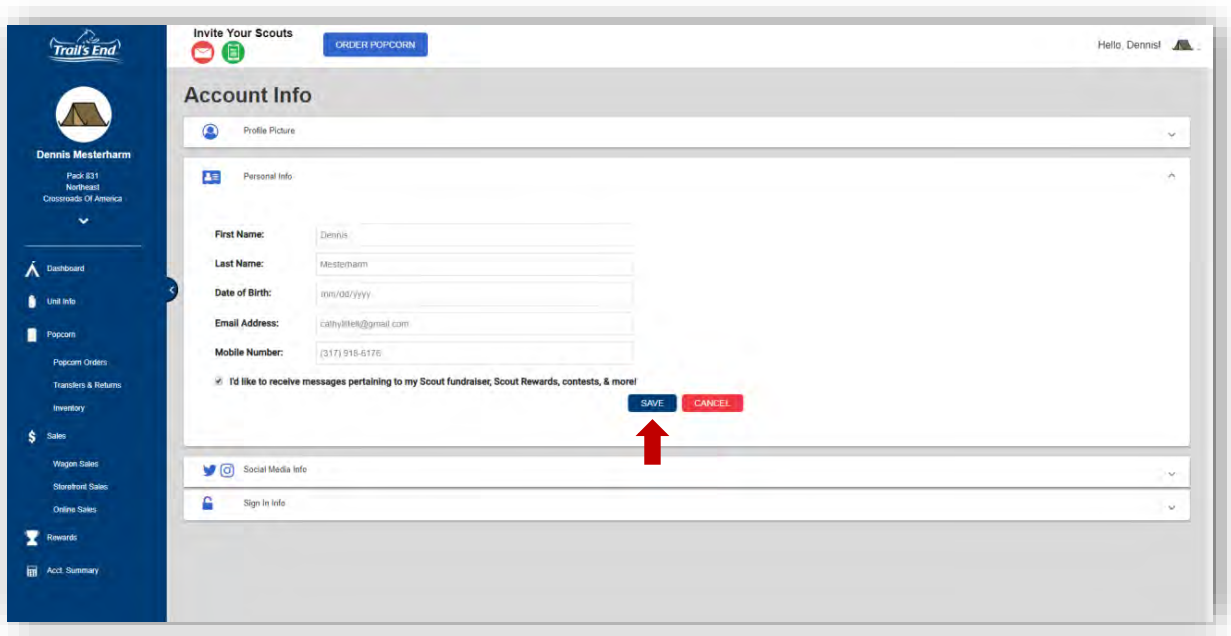 Trail's End
Dennis Mesterharm
Pack 831
Northeast
Crossroads Of America
Dashboard
Unit Info
Popcorn
Popcorn Orders
Transfers & Returns
Inventory
$ Sales
Wagon Sales
Storefront Sales
Online Sales
Rewards
Acct. Summary
Invite Your Scouts
ORDER POPCORN
Hello, Dennis!
Account Info
Profile Picture
Personal Info
First Name: Dennis
Last Name: Mesterharm
Date of Birth: mm/dd/yyyy
Email Address:
Mobile Number: (317) 918-6176
I'd like to receive messages pertaining to my Scout fundraiser, Scout Rewards, contests, & more!
SAVE CANCEL
Social Media Info
Sign In Info